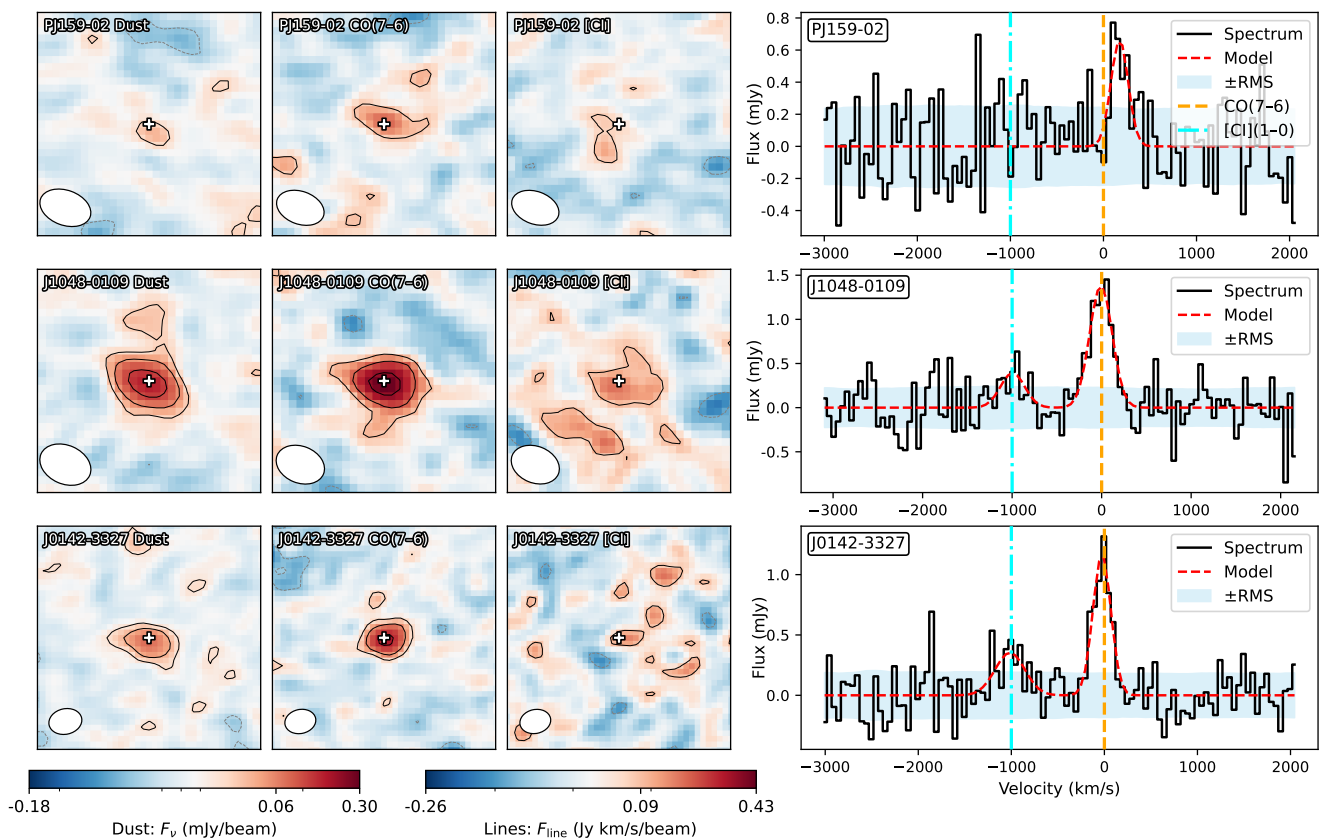 PJ159-02 Dust
PJ159-02 CO(7–6)
PJ159-02 [CI]
PJ159-02
Spectrum
Model
±RMS
CO(7–6)
[CI](1–0)
Flux (mJy)
0.8
0.6
0.4
0.2
0.0
−0.2
−0.4
−3000 −2000 −1000 0 1000 2000
J1048-0109 Dust
J1048-0109 CO(7–6)
J1048-0109 [CI]
J1048-0109
Spectrum
Model
±RMS
Flux (mJy)
1.5
1.0
0.5
0.0
−0.5
−3000 −2000 −1000 0 1000 2000
J0142-3327 Dust
J0142-3327 CO(7–6)
J0142-3327 [CI]
J0142-3327
Spectrum
Model
±RMS
Flux (mJy)
1.0
0.5
0.0
−3000 −2000 −1000 0 1000 2000
Velocity (km/s)
-0.18 0.06 0.30
Dust: Fν (mJy/beam)
-0.26 0.09 0.43
Lines: Fline (Jy km/s/beam)